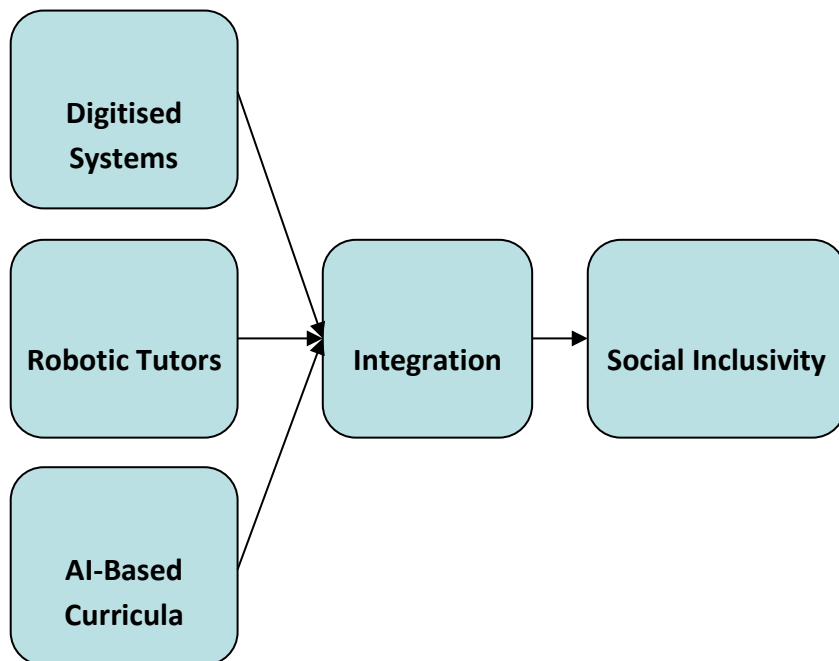 Digitised
Systems
Robotic Tutors
Integration
Social Inclusivity
AI-Based
Curricula